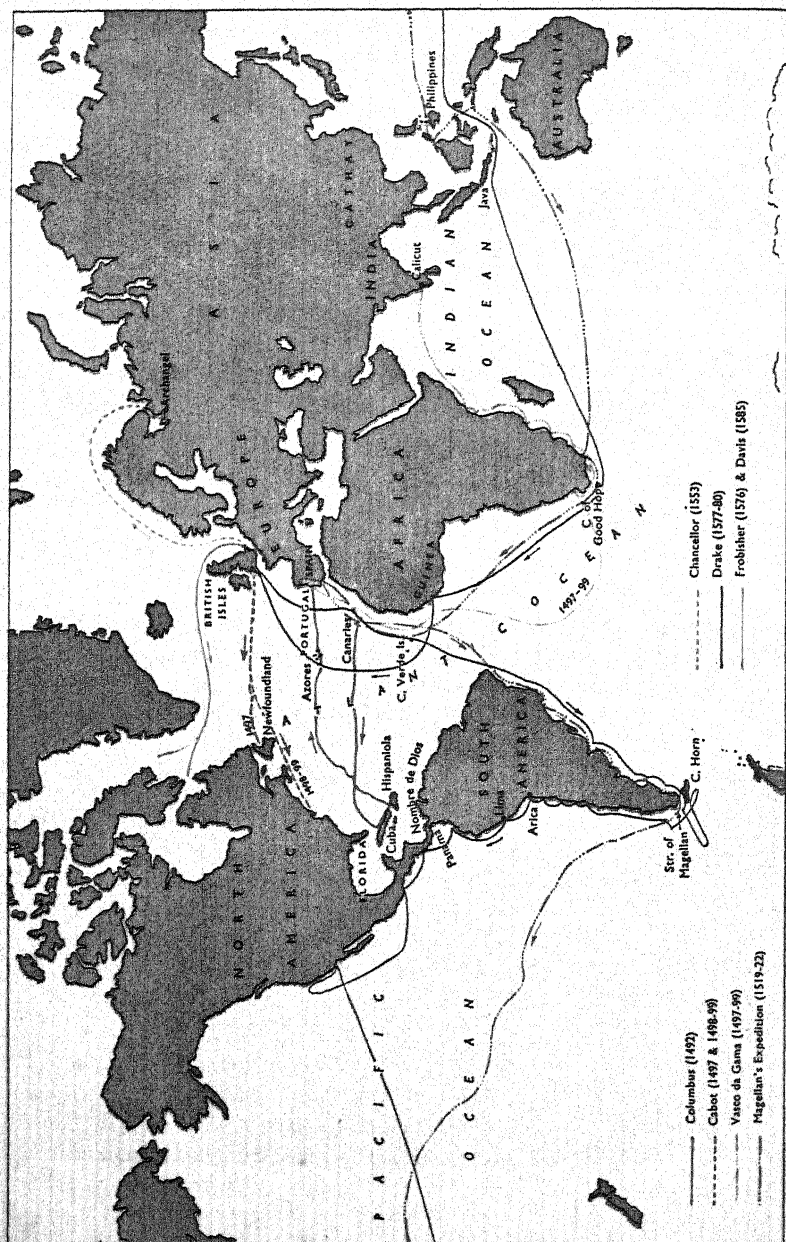 NORTH
AMERICA
PACIFIC
OCEAN
BRITISH
ISLES
1497
Newfoundland
1498-99
FLORIDA
Cuba
Hispaniola
Nombre de Dios
Panama
SOUTH
AMERICA
Lima
Arica
Str. of
Magellan
C. Horn
Azores
PORTUGAL
SPAIN
Canaries
C. Verde Is.
OCEAN
1497-99
EUROPE
Archangel
ASIA
AFRICA
GUINEA
C. of
Good Hope
CATHAY
INDIA
Calicut
INDIAN
OCEAN
Java
Philippines
AUSTRALIA
Columbus (1492)
Cabot (1497 & 1498-99)
Vasco da Gama (1497-99)
Magellan's Expedition (1519-22)
Chancellor (1553)
Drake (1577-80)
Frobisher (1576) & Davis (1585)